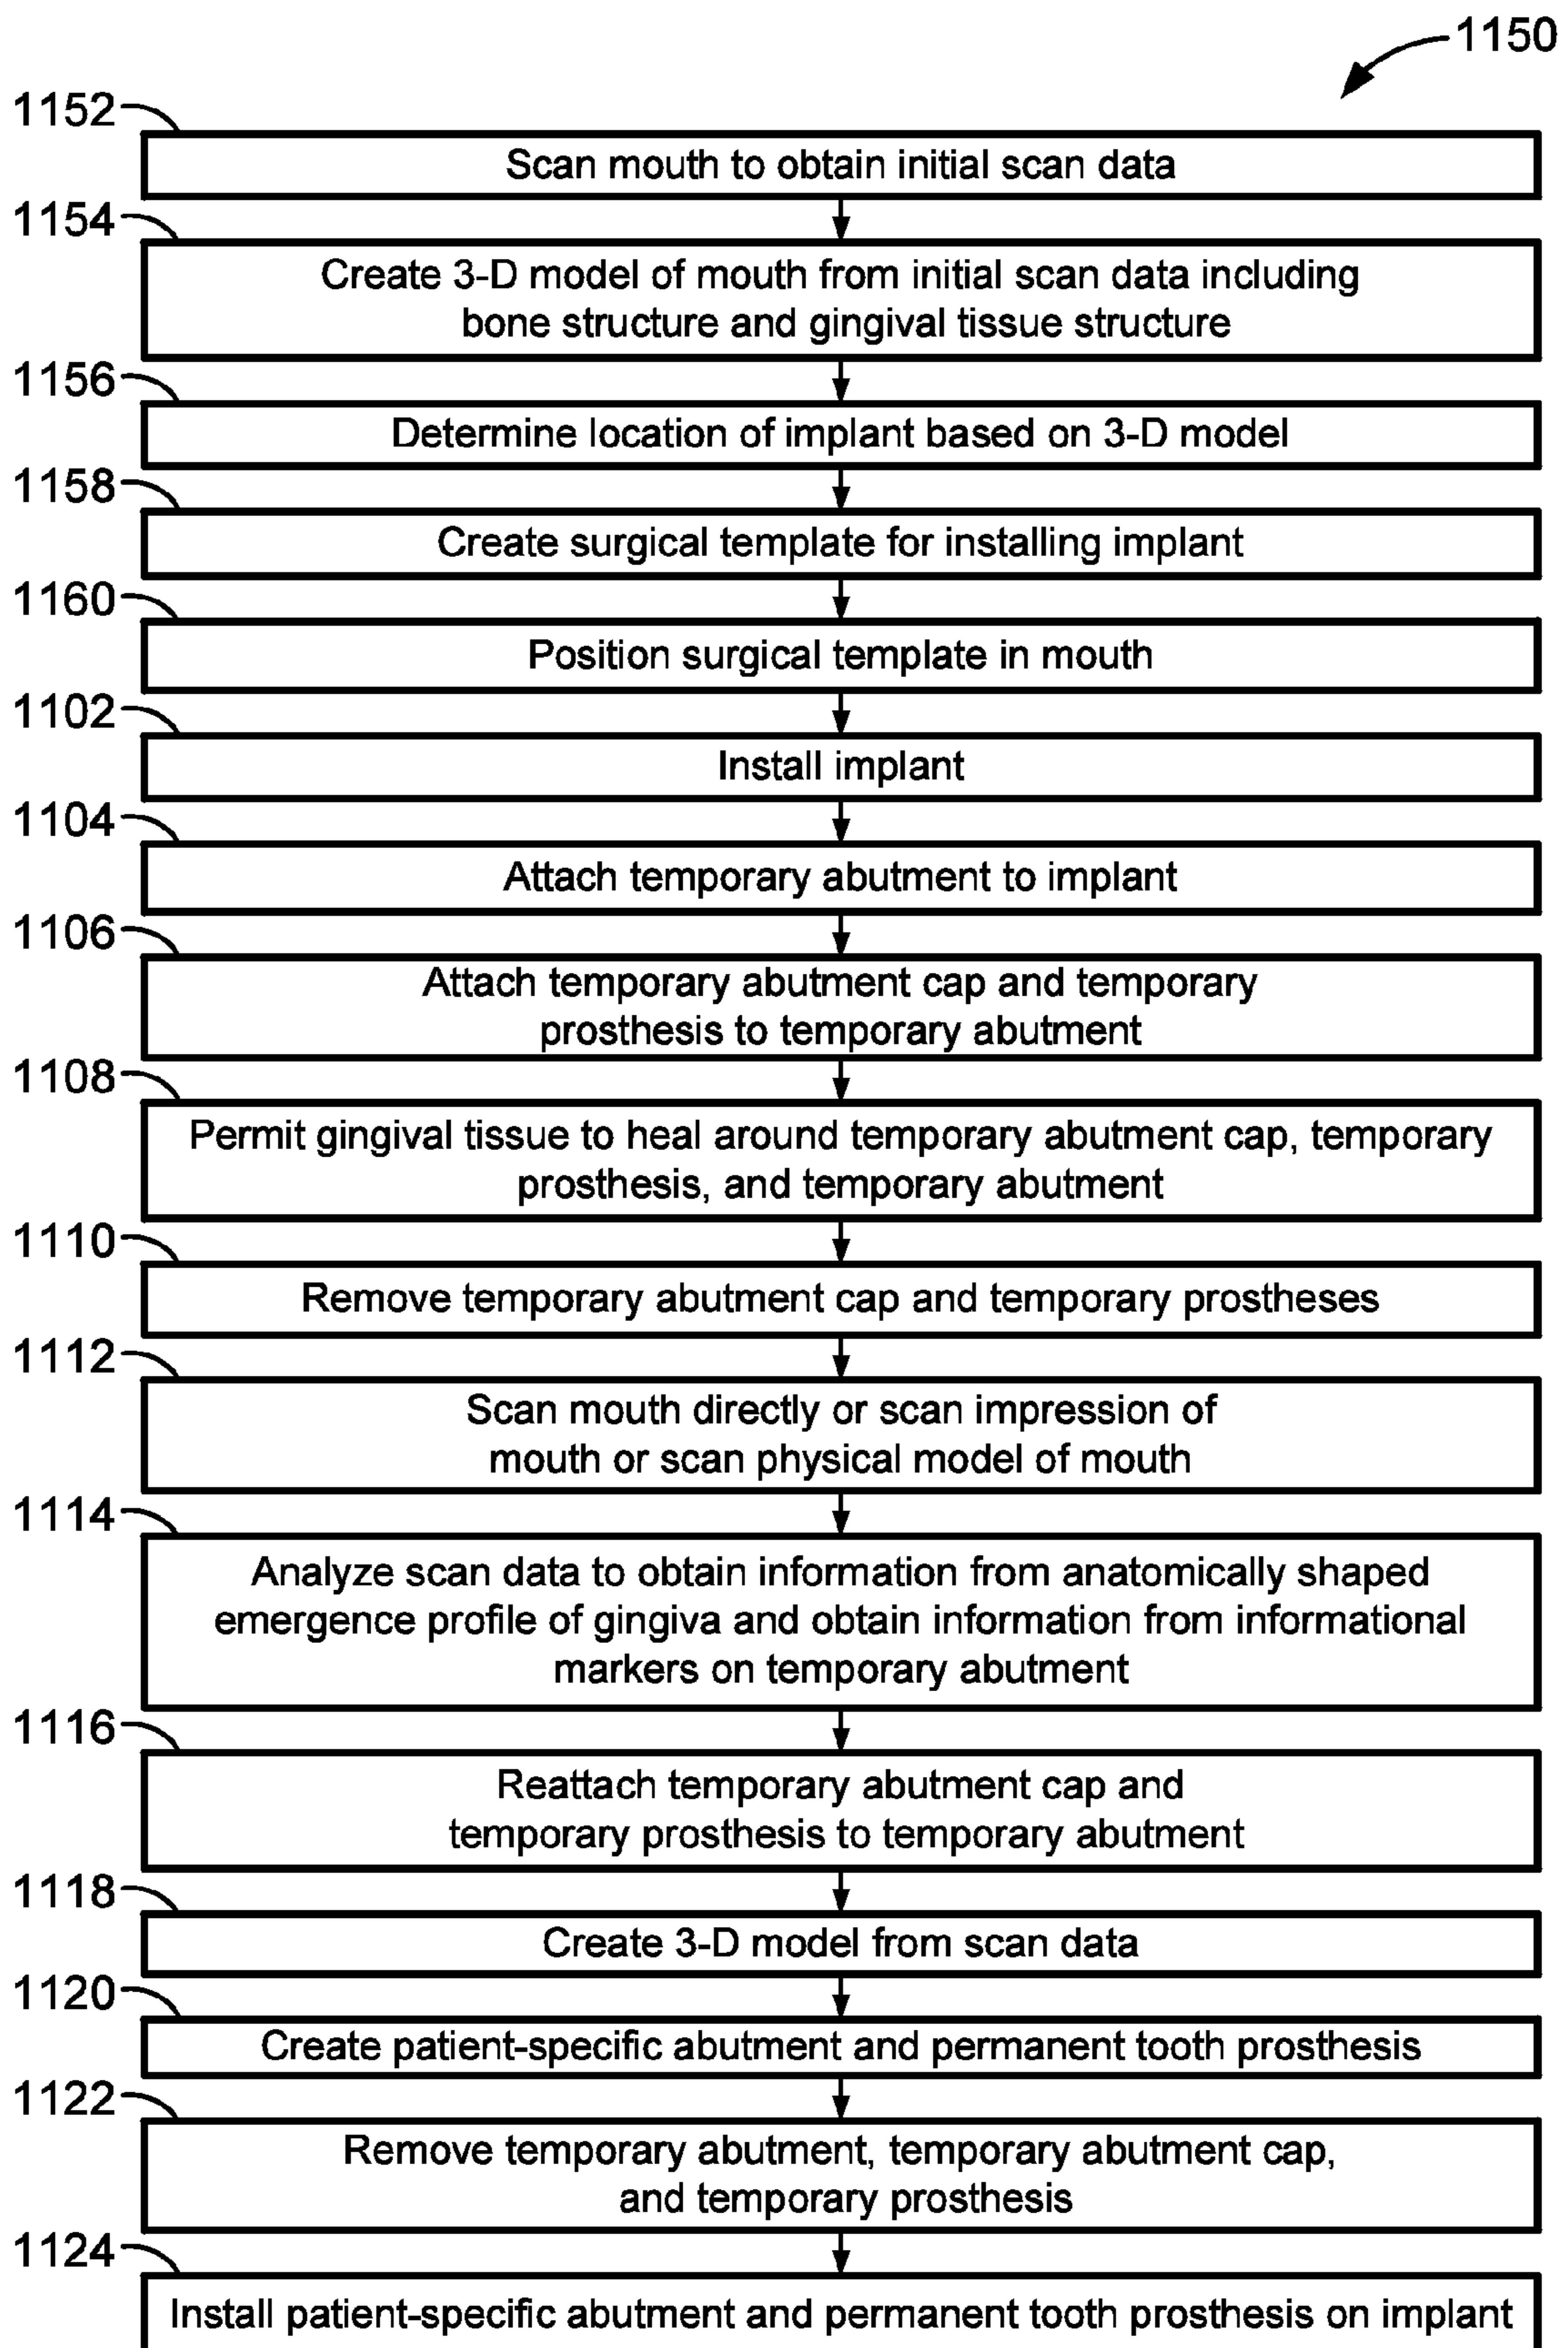 1150
1152
Scan mouth to obtain initial scan data
1154
Create 3-D model of mouth from initial scan data including
bone structure and gingival tissue structure
1156
Determine location of implant based on 3-D model
1158
Create surgical template for installing implant
1160
Position surgical template in mouth
1102
Install implant
1104
Attach temporary abutment to implant
1106
Attach temporary abutment cap and temporary
prosthesis to temporary abutment
1108
Permit gingival tissue to heal around temporary abutment cap, temporary
prosthesis, and temporary abutment
1110
Remove temporary abutment cap and temporary prostheses
1112
Scan mouth directly or scan impression of
mouth or scan physical model of mouth
1114
Analyze scan data to obtain information from anatomically shaped
emergence profile of gingiva and obtain information from informational
markers on temporary abutment
1116
Reattach temporary abutment cap and
temporary prosthesis to temporary abutment
1118
Create 3-D model from scan data
1120
Create patient-specific abutment and permanent tooth prosthesis
1122
Remove temporary abutment, temporary abutment cap,
and temporary prosthesis
1124
Install patient-specific abutment and permanent tooth prosthesis on implant